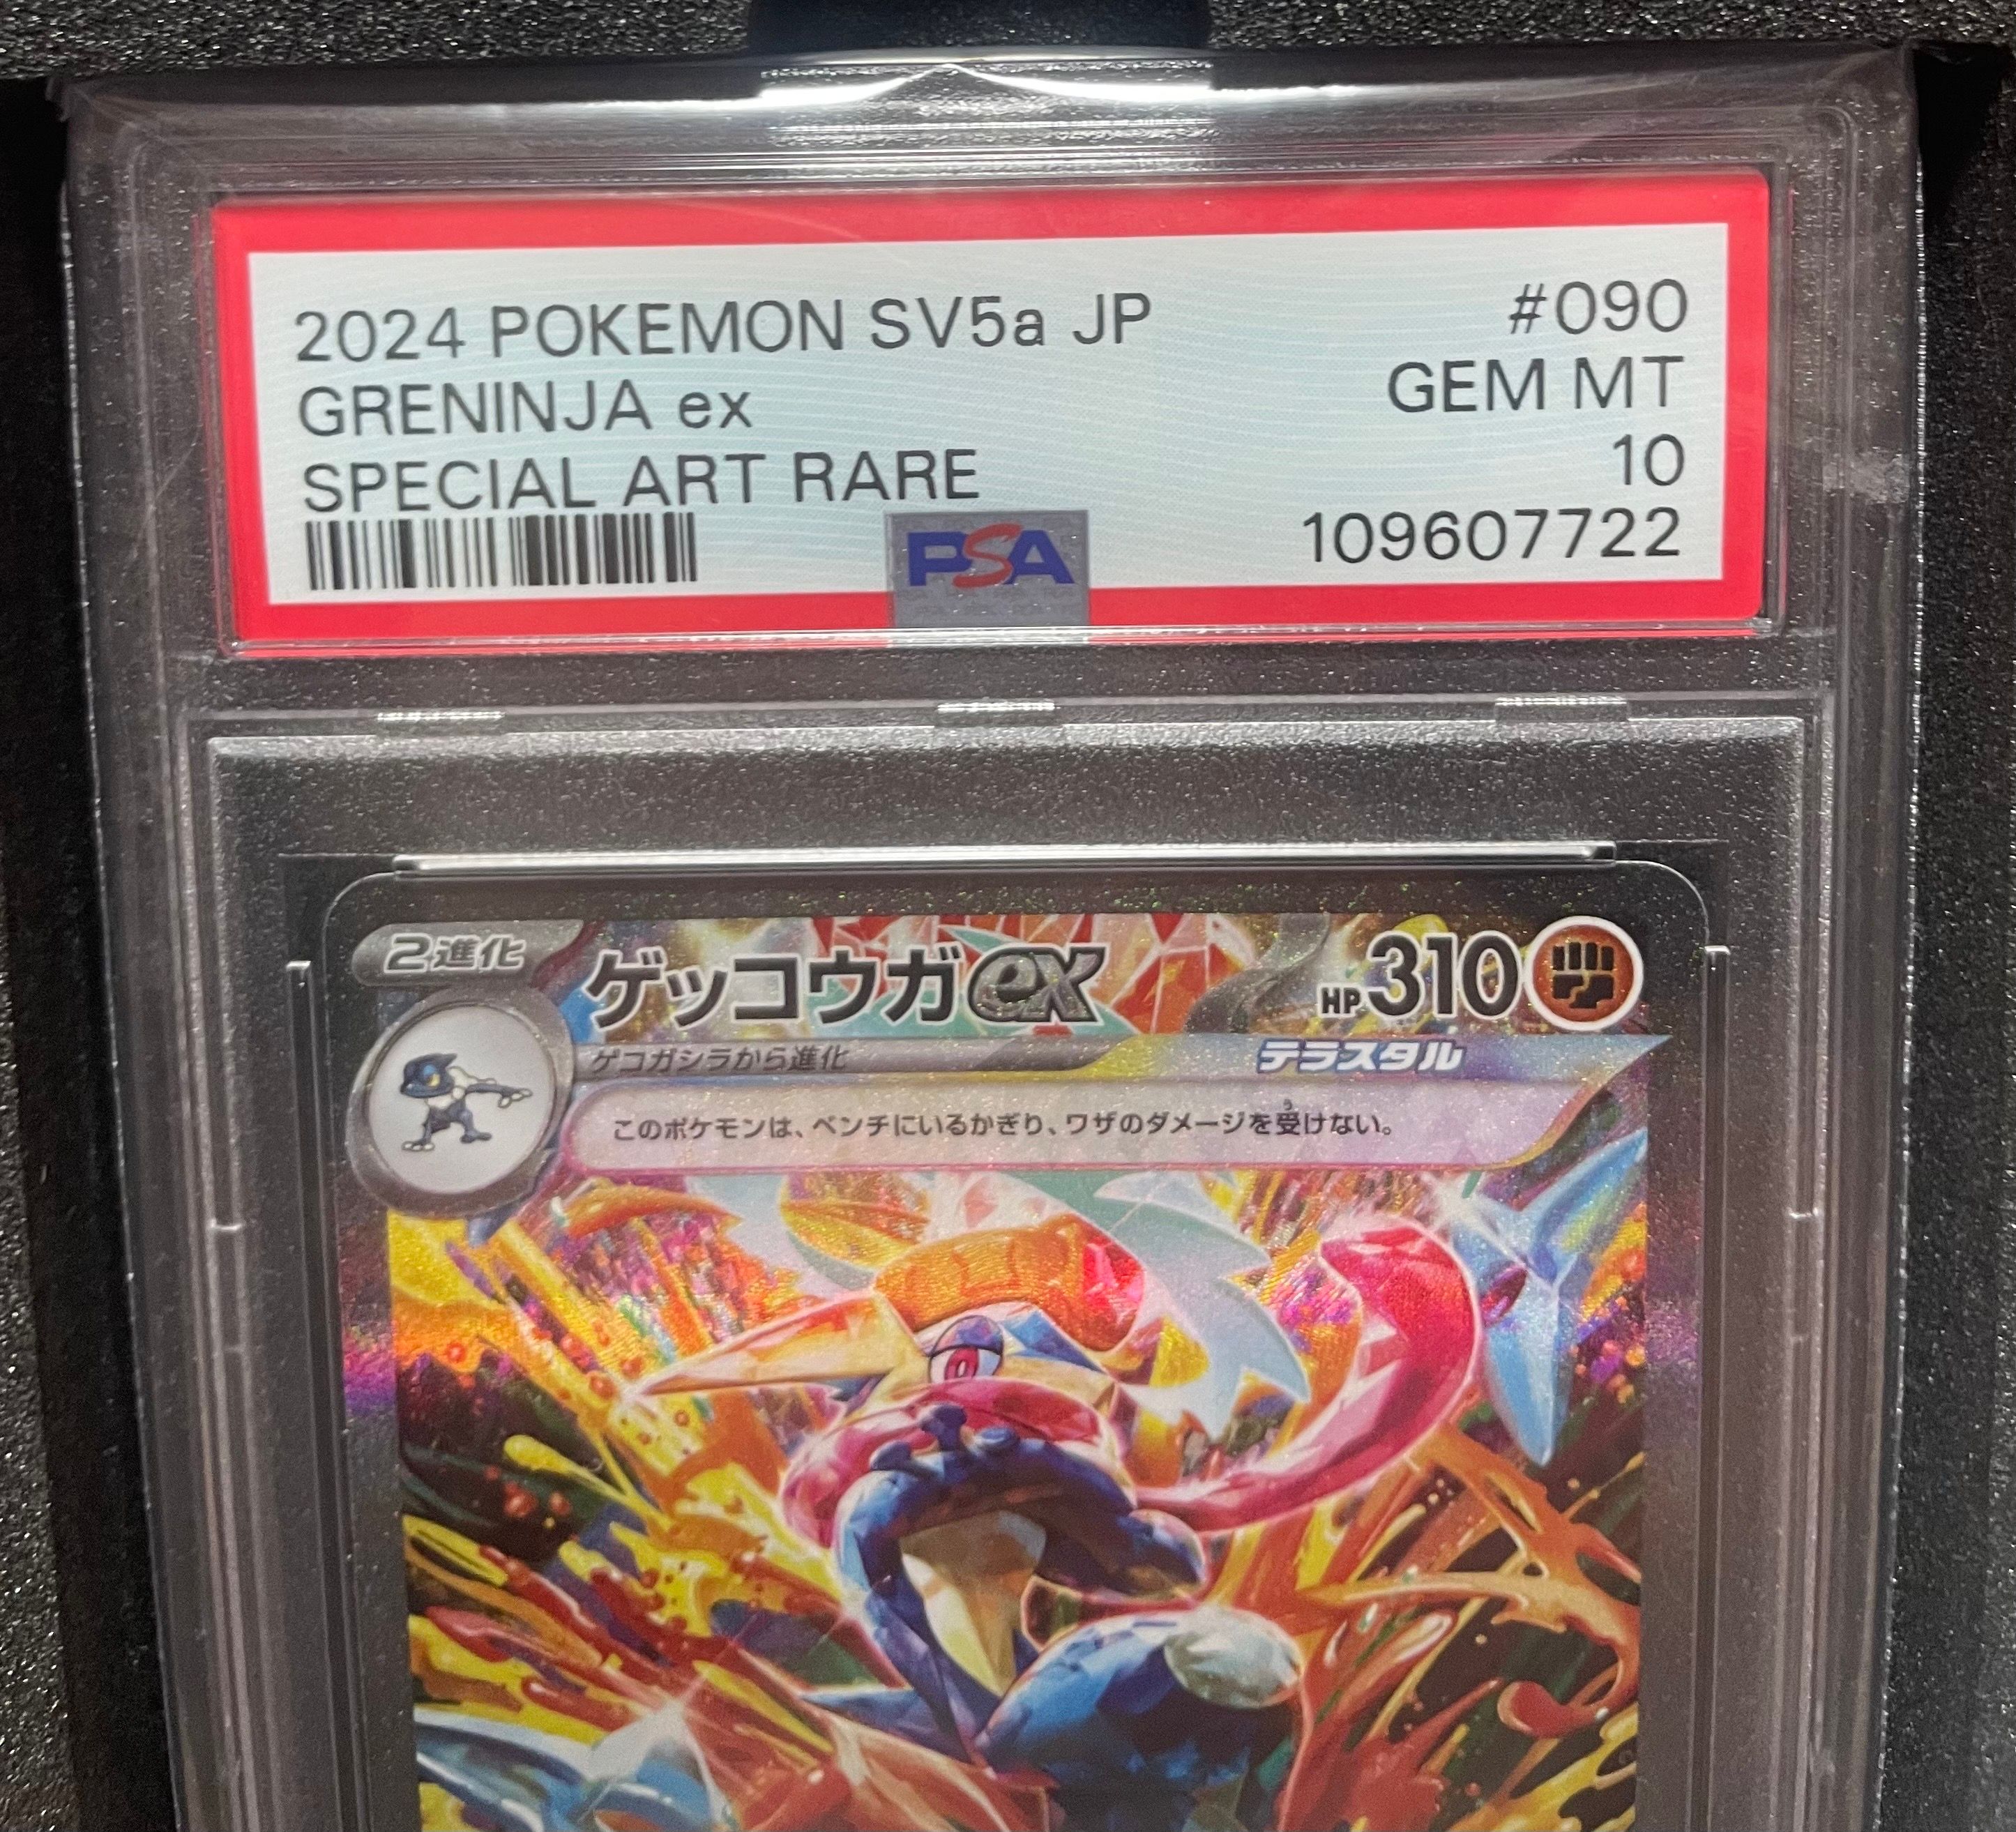 2024 POKEMON SV5a JP #090
GRENINJA ex GEM MT
SPECIAL ART RARE 10
PSA 109607722
2進化 ゲッコウガex HP310
ゲコガシラから進化 テラスタル
このポケモンは、ベンチにいるかぎり、ワザのダメージを受けない。